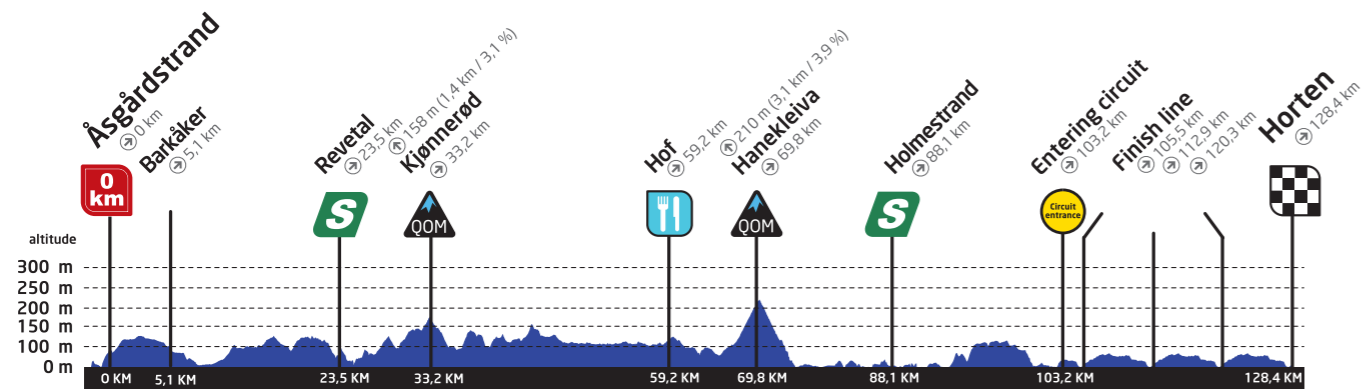 Åsgårdstrand
0 km
Barkåker
5,1 km
Revetal
23,5 km
158 m (1,4 km / 3,1 %)
Kjønnerød
33,2 km
Hof
59,2 km
210 m (3,1 km / 3,9 %)
Hanekleiva
69,8 km
Holmestrand
88,1 km
Entering circuit
103,2 km
Finish line
105,5 km
112,9 km
120,3 km
Horten
128,4 km
0
km
S
QOM
QOM
S
Circuit
entrance
altitude
300 m
250 m
200 m
150 m
100 m
0 m
0 KM
5,1 KM
23,5 KM
33,2 KM
59,2 KM
69,8 KM
88,1 KM
103,2 KM
128,4 KM